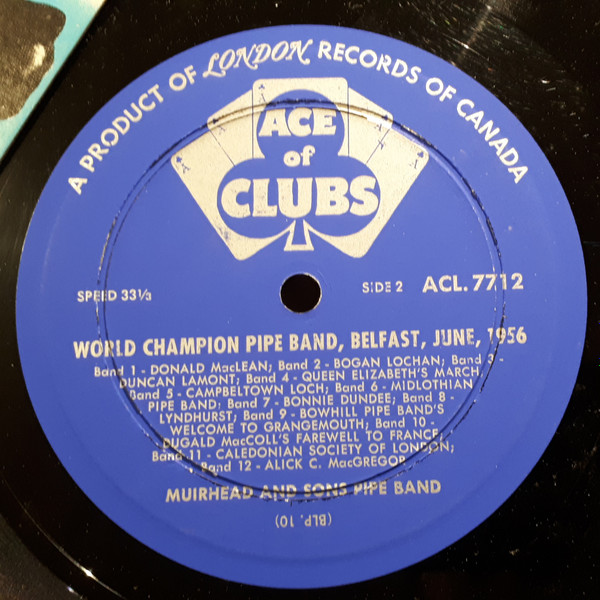 A PRODUCT OF LONDON RECORDS OF CANADA
ACE
of
CLUBS
SPEED 33⅓
SIDE 2 ACL. 7712
WORLD CHAMPION PIPE BAND, BELFAST, JUNE, 1956
Band 1 - DONALD MacLEAN; Band 2 - BOGAN LOCHAN; Band 3 -
DUNCAN LAMONT; Band 4 - QUEEN ELIZABETH'S MARCH;
Band 5 - CAMPBELTOWN LOCH; Band 6 - MIDLOTHIAN
PIPE BAND; Band 7 - BONNIE DUNDEE; Band 8 -
LYNDHURST; Band 9 - BOWHILL PIPE BAND'S
WELCOME TO GRANGEMOUTH; Band 10 -
DUGALD MacCOLL'S FAREWELL TO FRANCE;
Band 11 - CALEDONIAN SOCIETY OF LONDON;
Band 12 - ALICK C. MacGREGOR
MUIRHEAD AND SONS PIPE BAND
(BLP. 10)